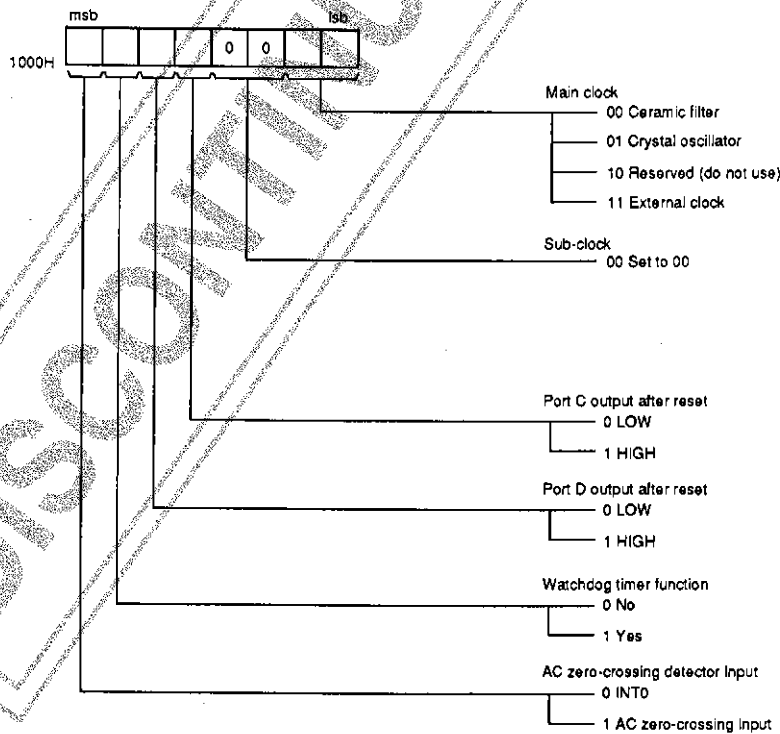 msb lsb
0 0
1000H
Main clock
00 Ceramic filter
01 Crystal oscillator
10 Reserved (do not use)
11 External clock
Sub-clock
00 Set to 00
Port C output after reset
0 LOW
1 HIGH
Port D output after reset
0 LOW
1 HIGH
Watchdog timer function
0 No
1 Yes
AC zero-crossing detector Input
0 INT0
1 AC zero-crossing Input
DISCONTINU